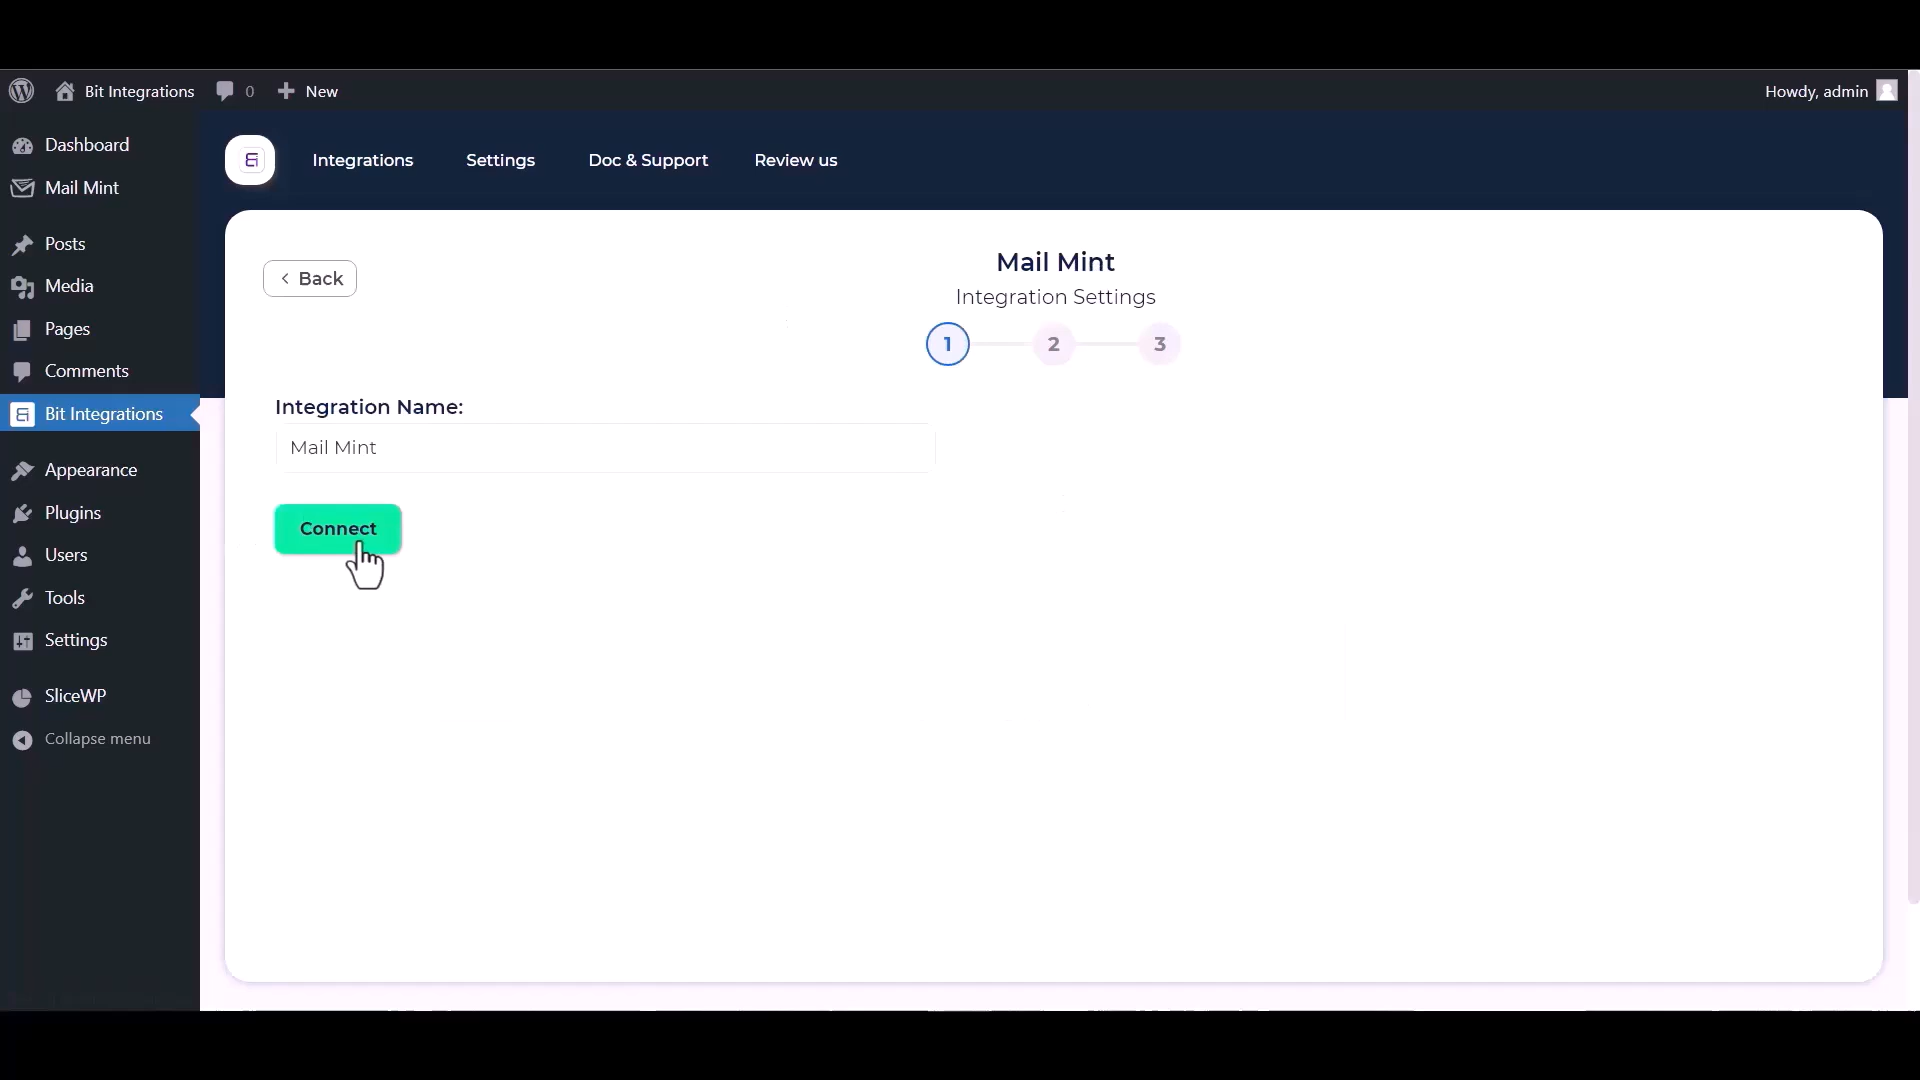 Bit Integrations 0 New Howdy, admin
Dashboard
Mail Mint
Posts
Media
Pages
Comments
Bit Integrations
Appearance
Plugins
Users
Tools
Settings
SliceWP
Collapse menu
Integrations Settings Doc & Support Review us
Back
Mail Mint
Integration Settings
1 2 3
Integration Name:
Mail Mint
Connect